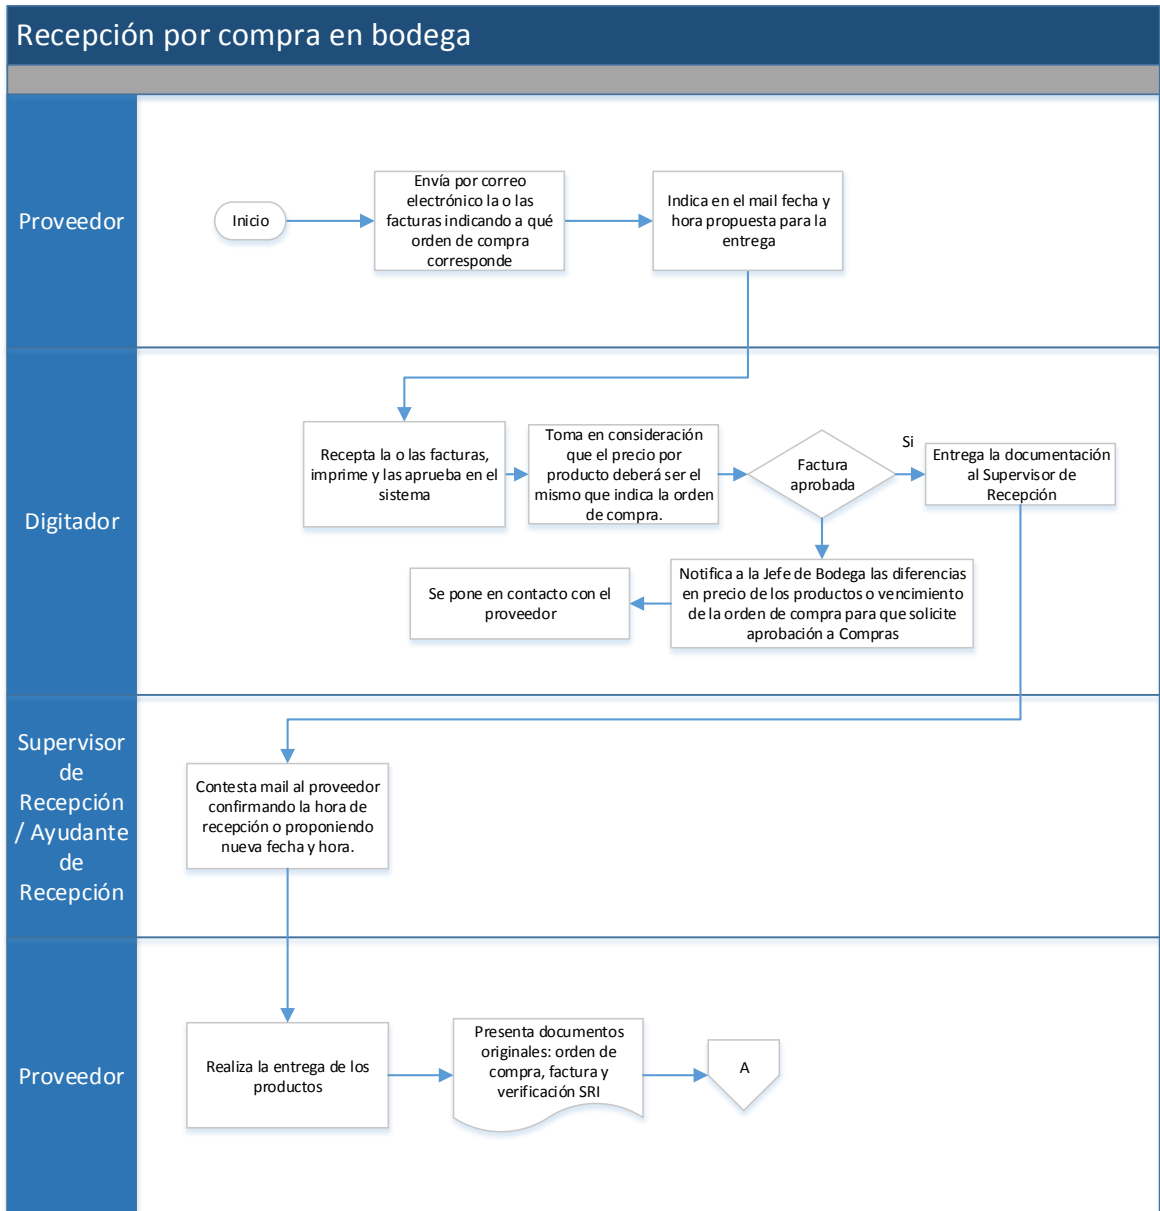 Recepción por compra en bodega
Proveedor
Inicio
Envía por correo
electrónico la o las
facturas indicando a qué
orden de compra
corresponde
Indica en el mail fecha y
hora propuesta para la
entrega
Digitador
Recepta la o las facturas,
imprime y las aprueba en el
sistema
Toma en consideración
que el precio por
producto deberá ser el
mismo que indica la orden
de compra.
Factura
aprobada
Si
Entrega la documentación
al Supervisor de
Recepción
Notifica a la Jefe de Bodega las diferencias
en precio de los productos o vencimiento
de la orden de compra para que solicite
aprobación a Compras
Se pone en contacto con el
proveedor
Supervisor
de
Recepción
/ Ayudante
de
Recepción
Contesta mail al proveedor
confirmando la hora de
recepción o proponiendo
nueva fecha y hora.
Proveedor
Realiza la entrega de los
productos
Presenta documentos
originales: orden de
compra, factura y
verificación SRI
A